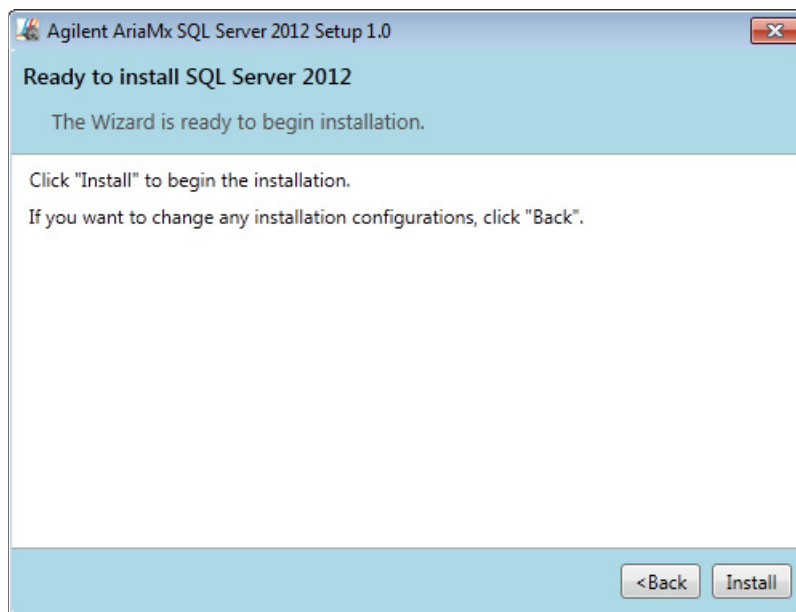 Agilent AriaMx SQL Server 2012 Setup 1.0
Ready to install SQL Server 2012
The Wizard is ready to begin installation.
Click "Install" to begin the installation.
If you want to change any installation configurations, click "Back".
<Back Install